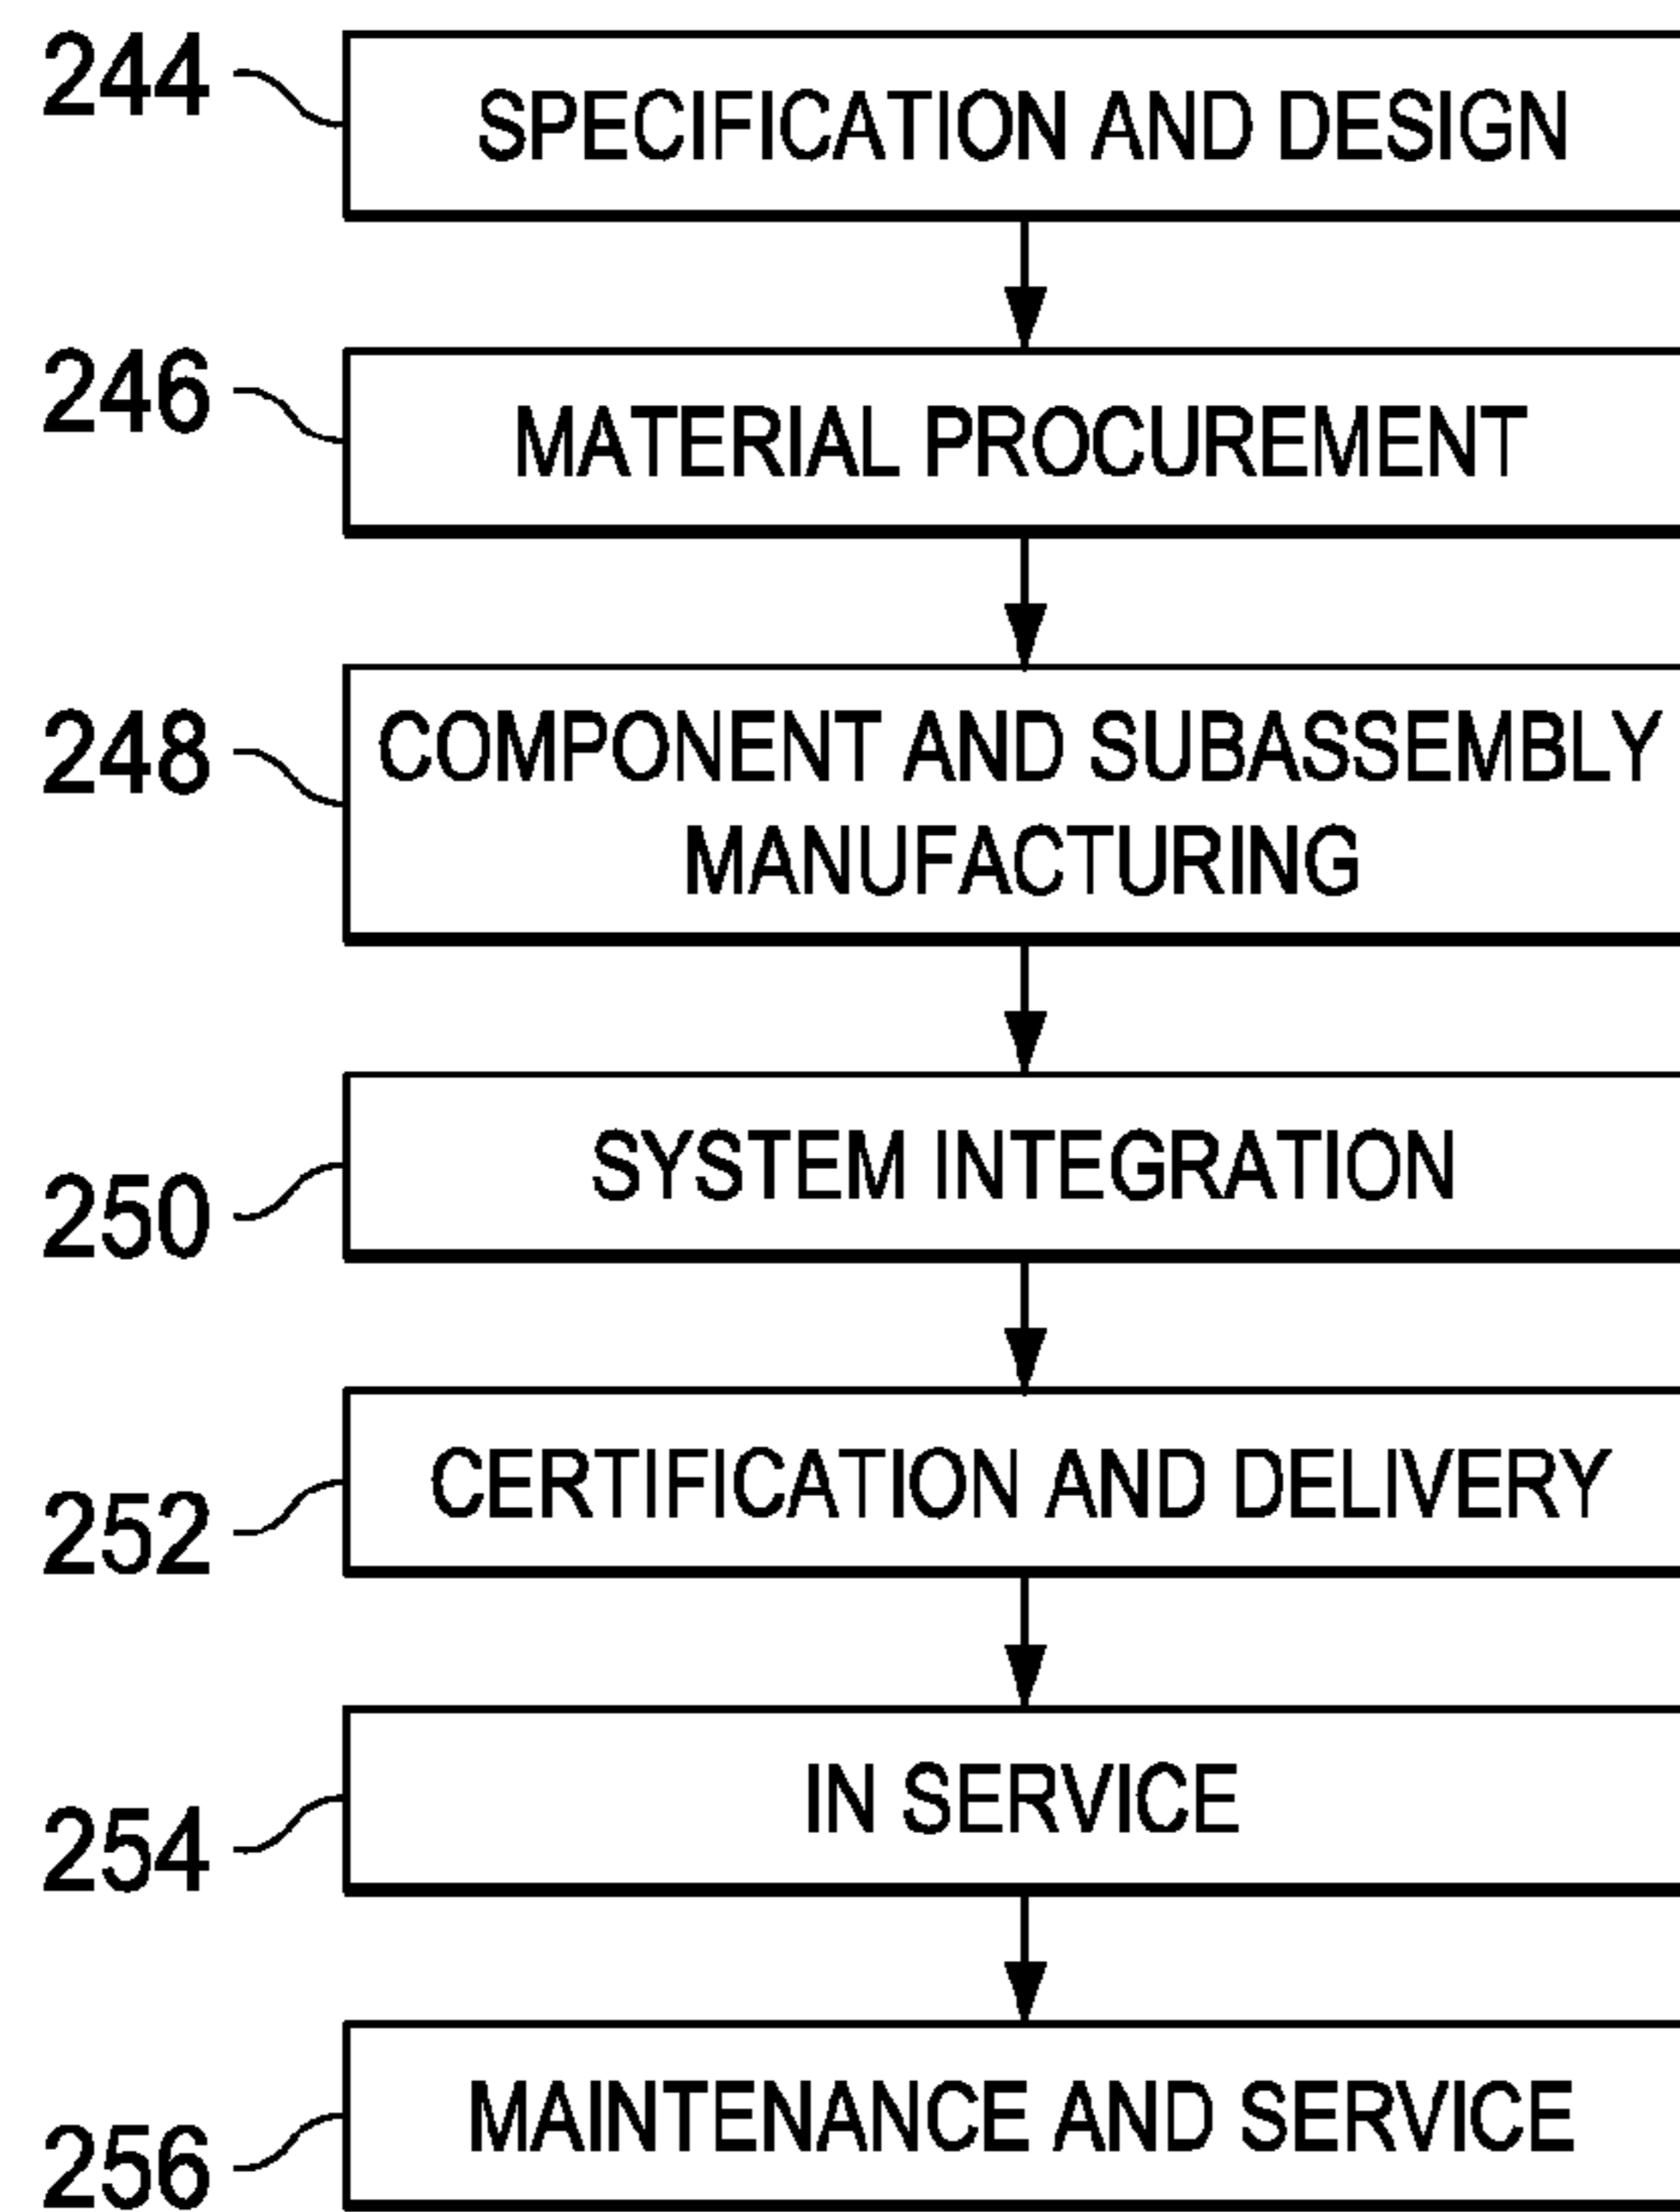 244
SPECIFICATION AND DESIGN
246
MATERIAL PROCUREMENT
248
COMPONENT AND SUBASSEMBLY
MANUFACTURING
250
SYSTEM INTEGRATION
252
CERTIFICATION AND DELIVERY
254
IN SERVICE
256
MAINTENANCE AND SERVICE